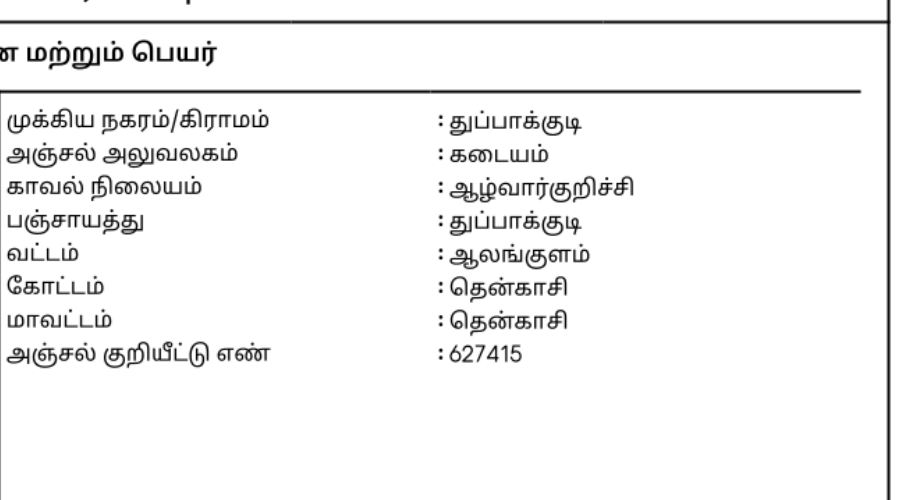 மற்றும் பெயர்
முக்கிய நகரம்/கிராமம் : துப்பாக்குடி
அஞ்சல் அலுவலகம் : கடையம்
காவல் நிலையம் : ஆழ்வார்குறிச்சி
பஞ்சாயத்து : துப்பாக்குடி
வட்டம் : ஆலங்குளம்
கோட்டம் : தென்காசி
மாவட்டம் : தென்காசி
அஞ்சல் குறியீட்டு எண் : 627415